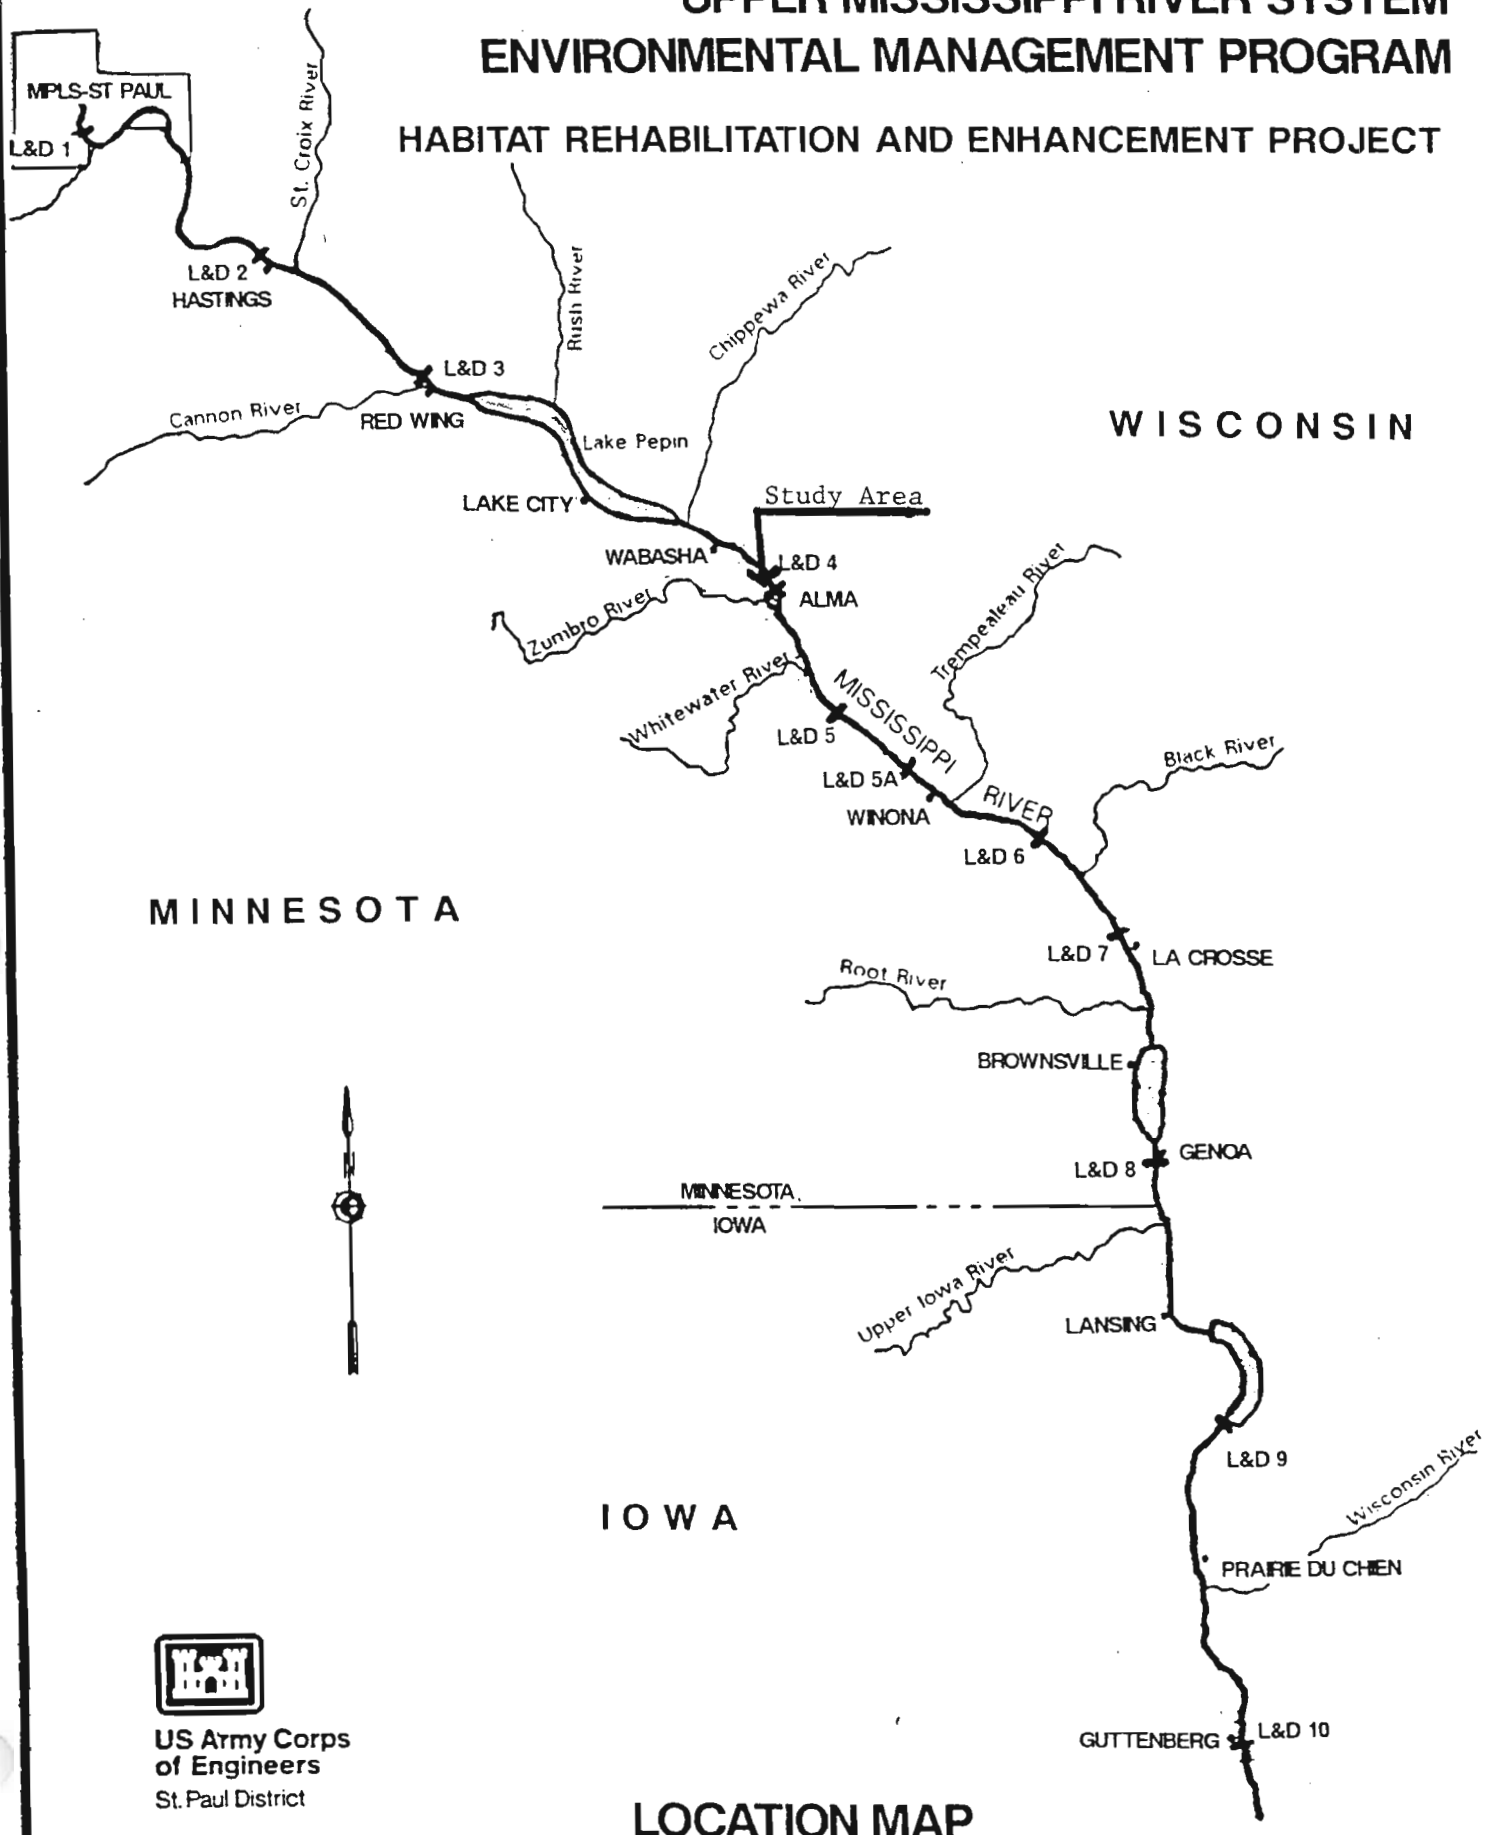 UPPER MISSISSIPPI RIVER SYSTEM
ENVIRONMENTAL MANAGEMENT PROGRAM
HABITAT REHABILITATION AND ENHANCEMENT PROJECT
MPLS-ST PAUL
L&D 1
St. Croix River
L&D 2
HASTINGS
Rush River
Chippewa River
L&D 3
Cannon River
RED WING
WISCONSIN
Lake Pepin
LAKE CITY
Study Area
WABASHA
L&D 4
ALMA
Zumbro River
Trempealeau River
Whitewater River
MISSISSIPPI
RIVER
L&D 5
Black River
L&D 5A
WINONA
L&D 6
MINNESOTA
L&D 7
LA CROSSE
Root River
BROWNSVILLE
N
GENOA
L&D 8
MINNESOTA
IOWA
Upper Iowa River
LANSING
L&D 9
Wisconsin River
IOWA
PRAIRIE DU CHIEN
US Army Corps
of Engineers
St. Paul District
GUTTENBERG
L&D 10
LOCATION MAP